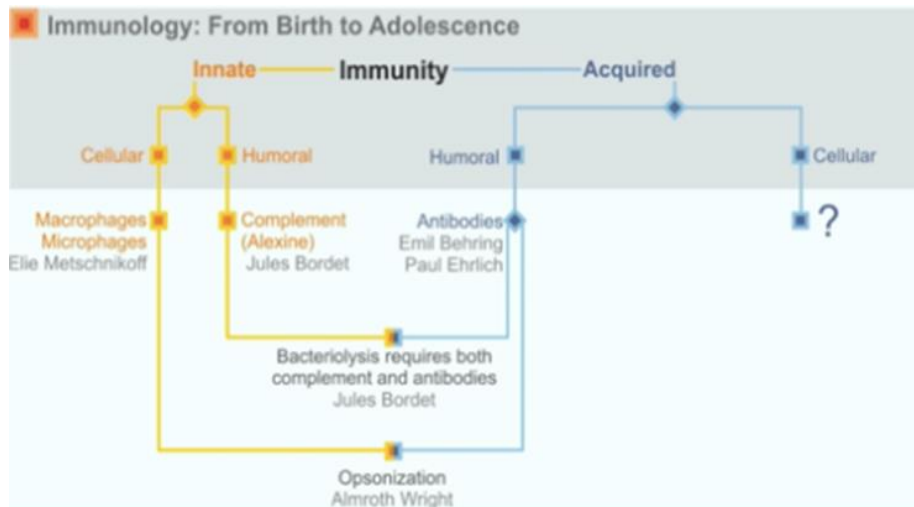 Immunology: From Birth to Adolescence
Innate Immunity Acquired
Cellular Humoral Humoral Cellular
Macrophages
Microphages
Elie Metschnikoff
Complement
(Alexine)
Jules Bordet
Antibodies
Emil Behring
Paul Ehrlich
?
Bacteriolysis requires both
complement and antibodies
Jules Bordet
Opsonization
Almroth Wright